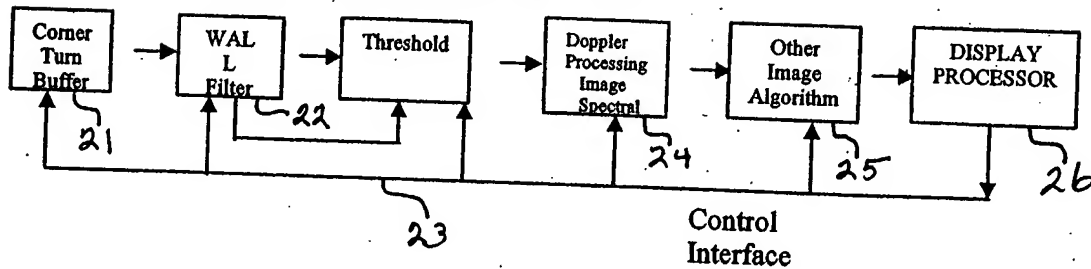 Corner
Turn
Buffer
WAL
L
Filter
Threshold
Doppler
Processing
Image
Spectral
Other
Image
Algorithm
DISPLAY
PROCESSOR
21
22
23
24
25
26
Control
Interface